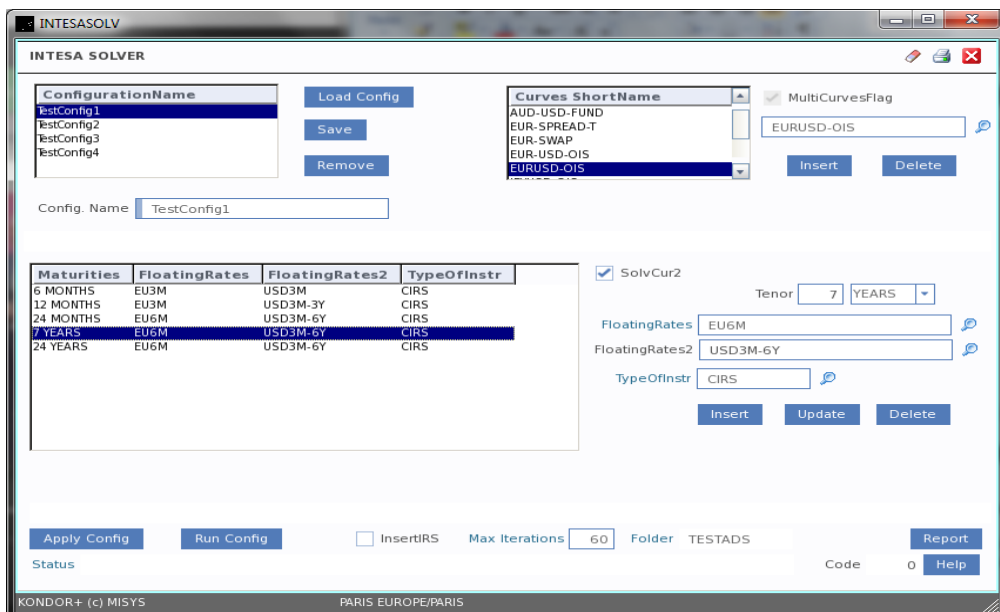 INTESASOLV
INTESA SOLVER
ConfigurationName
TestConfig1
TestConfig2
TestConfig3
TestConfig4
Load Config
Save
Remove
Curves ShortName
AUD-USD-FUND
EUR-SPREAD-T
EUR-SWAP
EUR-USD-OIS
EURUSD-OIS
MultiCurvesFlag
EURUSD-OIS
Insert Delete
Config. Name TestConfig1
Maturities FloatingRates FloatingRates2 TypeOfInstr
6 MONTHS EU3M USD3M CIRS
12 MONTHS EU3M USD3M-3Y CIRS
24 MONTHS EU6M USD3M-6Y CIRS
7 YEARS EU6M USD3M-6Y CIRS
24 YEARS EU6M USD3M-6Y CIRS
SolvCur2
Tenor 7 YEARS
FloatingRates EU6M
FloatingRates2 USD3M-6Y
TypeOfInstr CIRS
Insert Update Delete
Apply Config Run Config InsertIRS Max Iterations 60 Folder TESTADS Report
Status Code 0 Help
KONDOR+ (c) MISYS PARIS EUROPE/PARIS